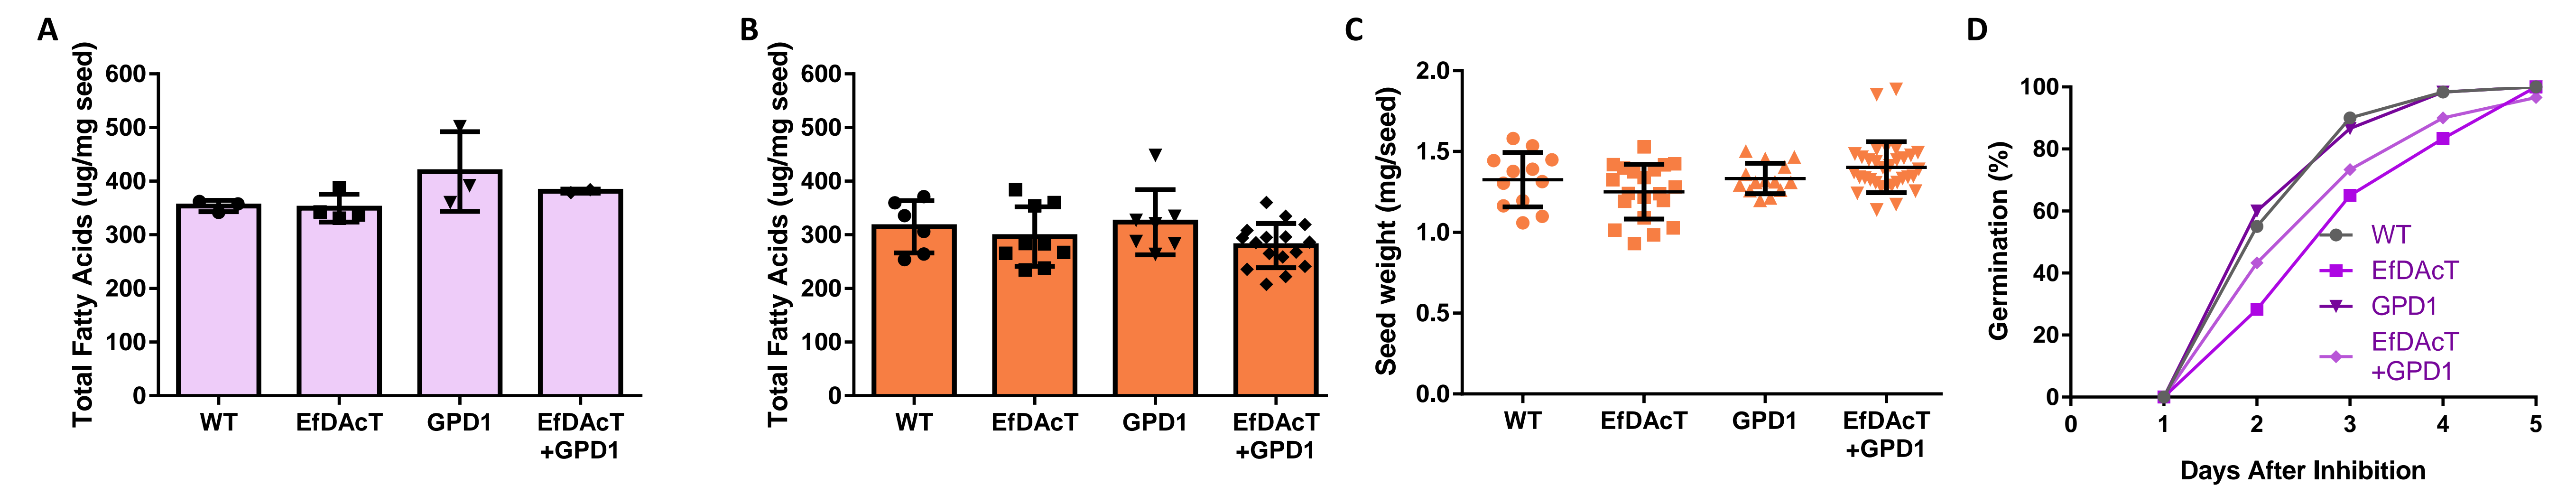 A
Total Fatty Acids (ug/mg seed)
600
500
400
300
200
100
0
WT
EfDAcT
GPD1
EfDAcT
+GPD1
B
Total Fatty Acids (ug/mg seed)
600
500
400
300
200
100
0
WT
EfDAcT
GPD1
EfDAcT
+GPD1
C
Seed weight (mg/seed)
2.0
1.5
1.0
0.5
0.0
WT
EfDAcT
GPD1
EfDAcT
+GPD1
D
Germination (%)
100
80
60
40
20
0
0
1
2
3
4
5
Days After Inhibition
WT
EfDAcT
GPD1
EfDAcT
+GPD1